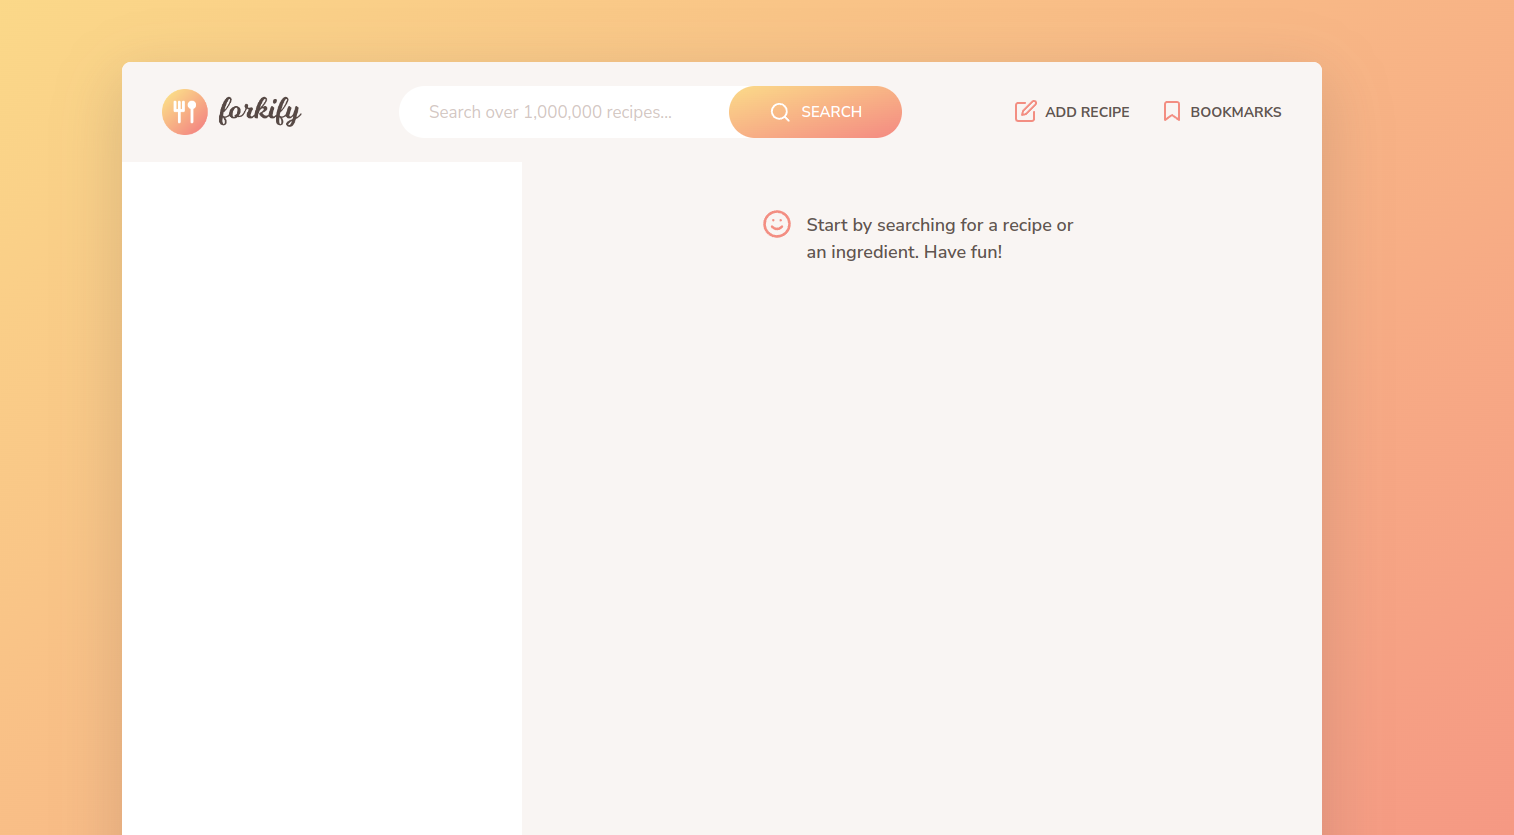 forkify
Search over 1,000,000 recipes...
SEARCH
ADD RECIPE
BOOKMARKS
Start by searching for a recipe or
an ingredient. Have fun!